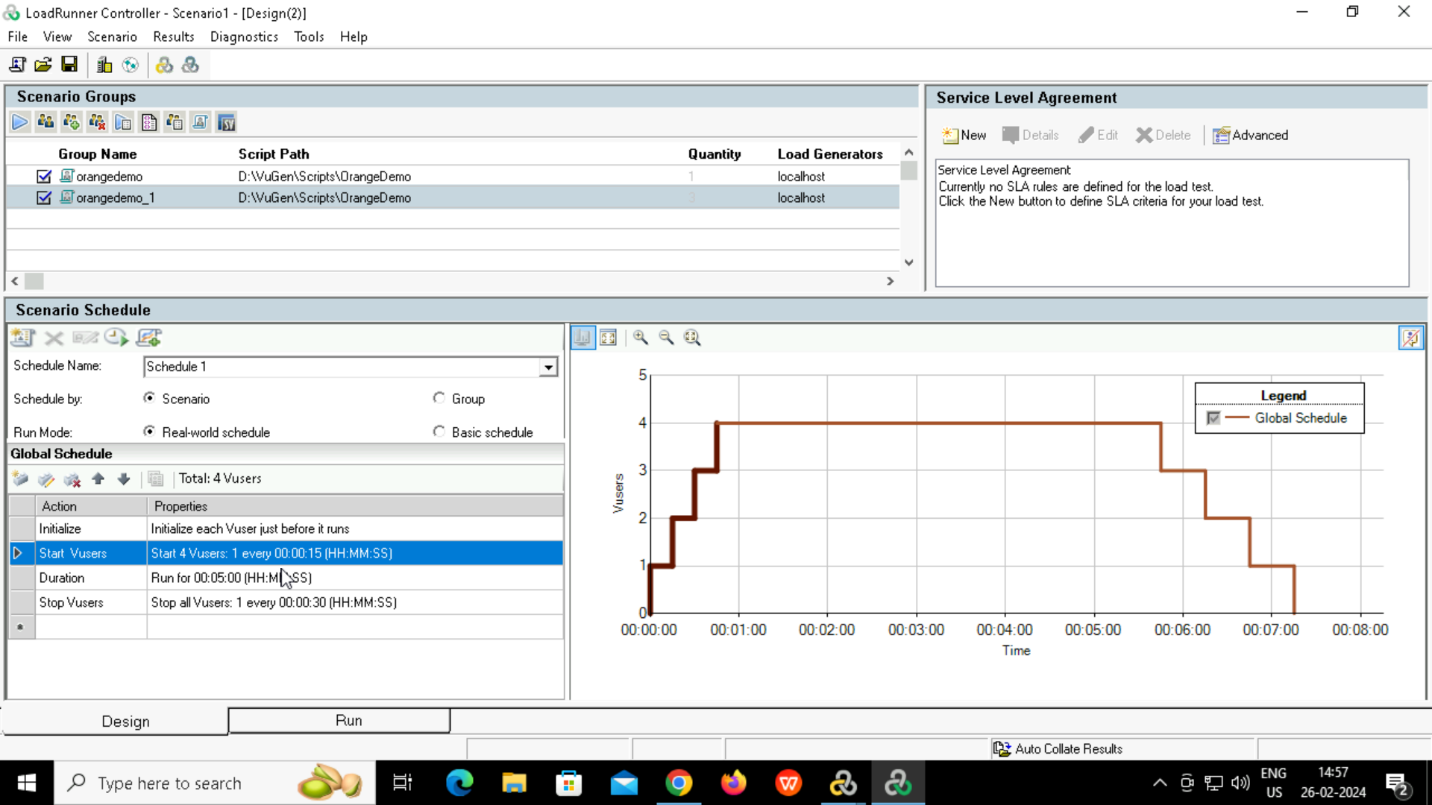 LoadRunner Controller - Scenario1 - [Design(2)]
File View Scenario Results Diagnostics Tools Help
Scenario Groups
Group Name Script Path Quantity Load Generators
orangedemo D:\VuGen\Scripts\OrangeDemo 1 localhost
orangedemo_1 D:\VuGen\Scripts\OrangeDemo 3 localhost
Service Level Agreement
New Details Edit Delete Advanced
Service Level Agreement
Currently no SLA rules are defined for the load test.
Click the New button to define SLA criteria for your load test.
Scenario Schedule
Schedule Name: Schedule 1
Schedule by: Scenario Group
Run Mode: Real-world schedule Basic schedule
Global Schedule
Total: 4 Vusers
Action Properties
Initialize Initialize each Vuser just before it runs
Start Vusers Start 4 Vusers: 1 every 00:00:15 (HH:MM:SS)
Duration Run for 00:05:00 (HH:MM:SS)
Stop Vusers Stop all Vusers: 1 every 00:00:30 (HH:MM:SS)
*
5
4
3
2
1
0
Vusers
Legend
Global Schedule
00:00:00 00:01:00 00:02:00 00:03:00 00:04:00 00:05:00 00:06:00 00:07:00 00:08:00
Time
Design Run
Auto Collate Results
Type here to search
ENG
US
14:57
26-02-2024
2